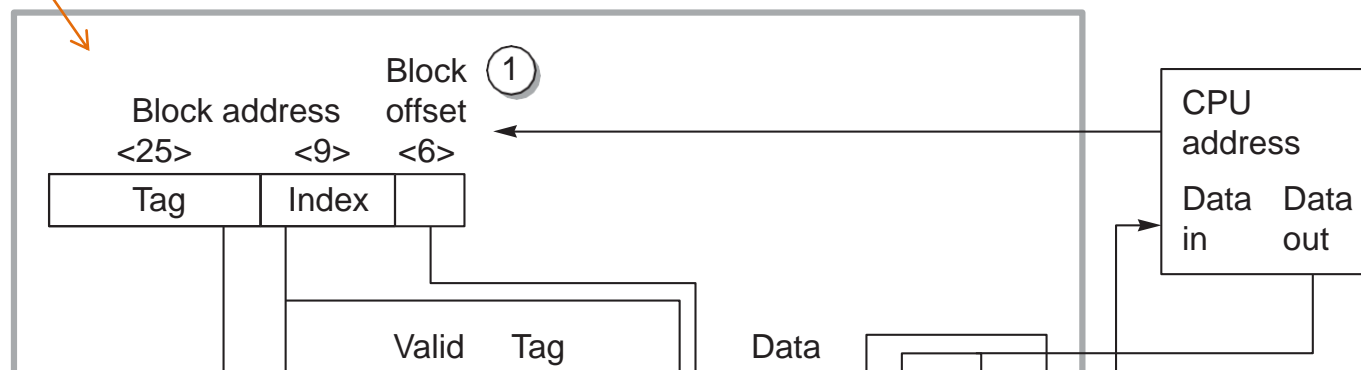 Block 1
Block address offset
<25> <9> <6>
Tag Index
CPU
address
Data Data
in out
Valid Tag Data